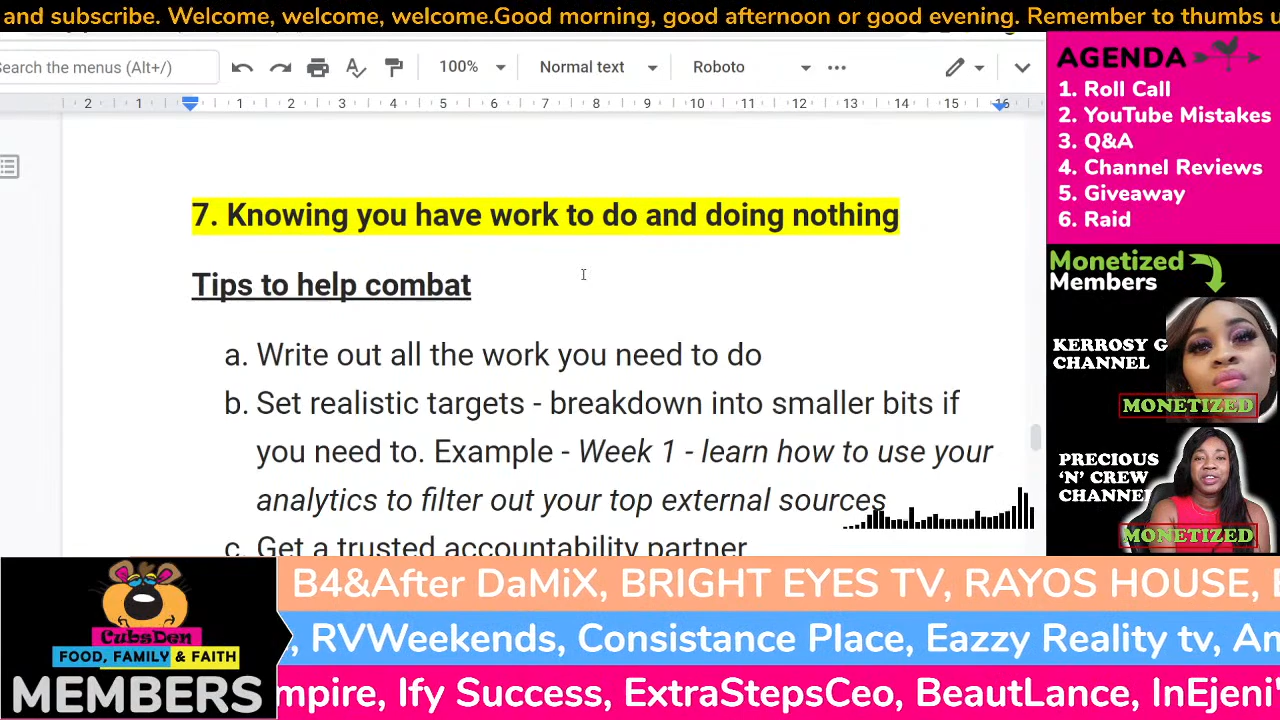 and subscribe. Welcome, welcome, welcome.Good morning, good afternoon or good evening. Remember to thumbs
Search the menus (Alt+/)
100%
Normal text
Roboto
2 1 1 2 3 4 5 6 7 8 9 10 11 12 13 14 15 16
7. Knowing you have work to do and doing nothing
Tips to help combat
a. Write out all the work you need to do
b. Set realistic targets - breakdown into smaller bits if
you need to. Example - Week 1 - learn how to use your
analytics to filter out your top external sources
c. Get a trusted accountability partner
AGENDA
1. Roll Call
2. YouTube Mistakes
3. Q&A
4. Channel Reviews
5. Giveaway
6. Raid
Monetized
Members
KERROSY G
CHANNEL
MONETIZED
PRECIOUS
'N' CREW
CHANNEL
MONETIZED
CubsDen
FOOD, FAMILY & FAITH
MEMBERS
B4&After DaMiX, BRIGHT EYES TV, RAYOS HOUSE,
, RVWeekends, Consistance Place, Eazzy Reality tv,
mpire, Ify Success, ExtraStepsCeo, BeautLance, InEjeni'